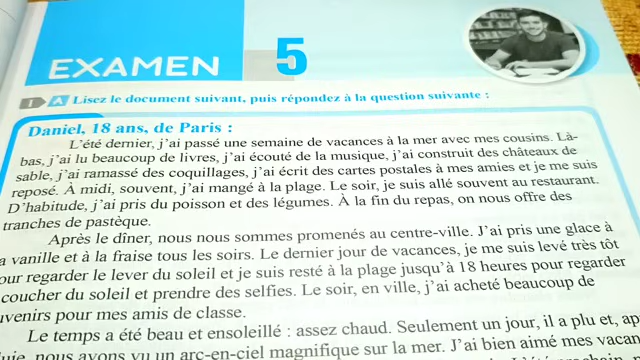 EXAMEN 5
I A Lisez le document suivant, puis répondez à la question suivante :
Daniel, 18 ans, de Paris :
L'été dernier, j'ai passé une semaine de vacances à la mer avec mes cousins. Là-
bas, j'ai lu beaucoup de livres, j'ai écouté de la musique, j'ai construit des châteaux de
sable, j'ai ramassé des coquillages, j'ai écrit des cartes postales à mes amies et je me suis
reposé. À midi, souvent, j'ai mangé à la plage. Le soir, je suis allé souvent au restaurant.
D'habitude, j'ai pris du poisson et des légumes. À la fin du repas, on nous offre des
tranches de pastèque.
Après le dîner, nous nous sommes promenés au centre-ville. J'ai pris une glace à
a vanille et à la fraise tous les soirs. Le dernier jour de vacances, je me suis levé très tôt
our regarder le lever du soleil et je suis resté à la plage jusqu'à 18 heures pour regarder
coucher du soleil et prendre des selfies. Le soir, en ville, j'ai acheté beaucoup de
uvenirs pour mes amis de classe.
Le temps a été beau et ensoleillé : assez chaud. Seulement un jour, il a plu et, ap
luie, nous avons vu un arc-en-ciel magnifique sur la mer. J'ai bien aimé mes vacan